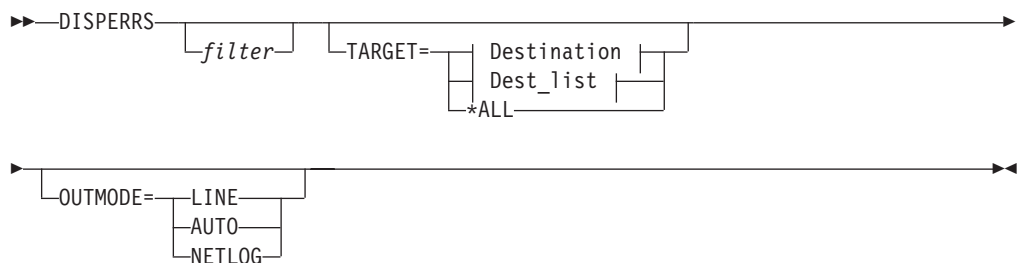 DISPERRS
filter
TARGET=
Destination
Dest_list
*ALL
OUTMODE=
LINE
AUTO
NETLOG